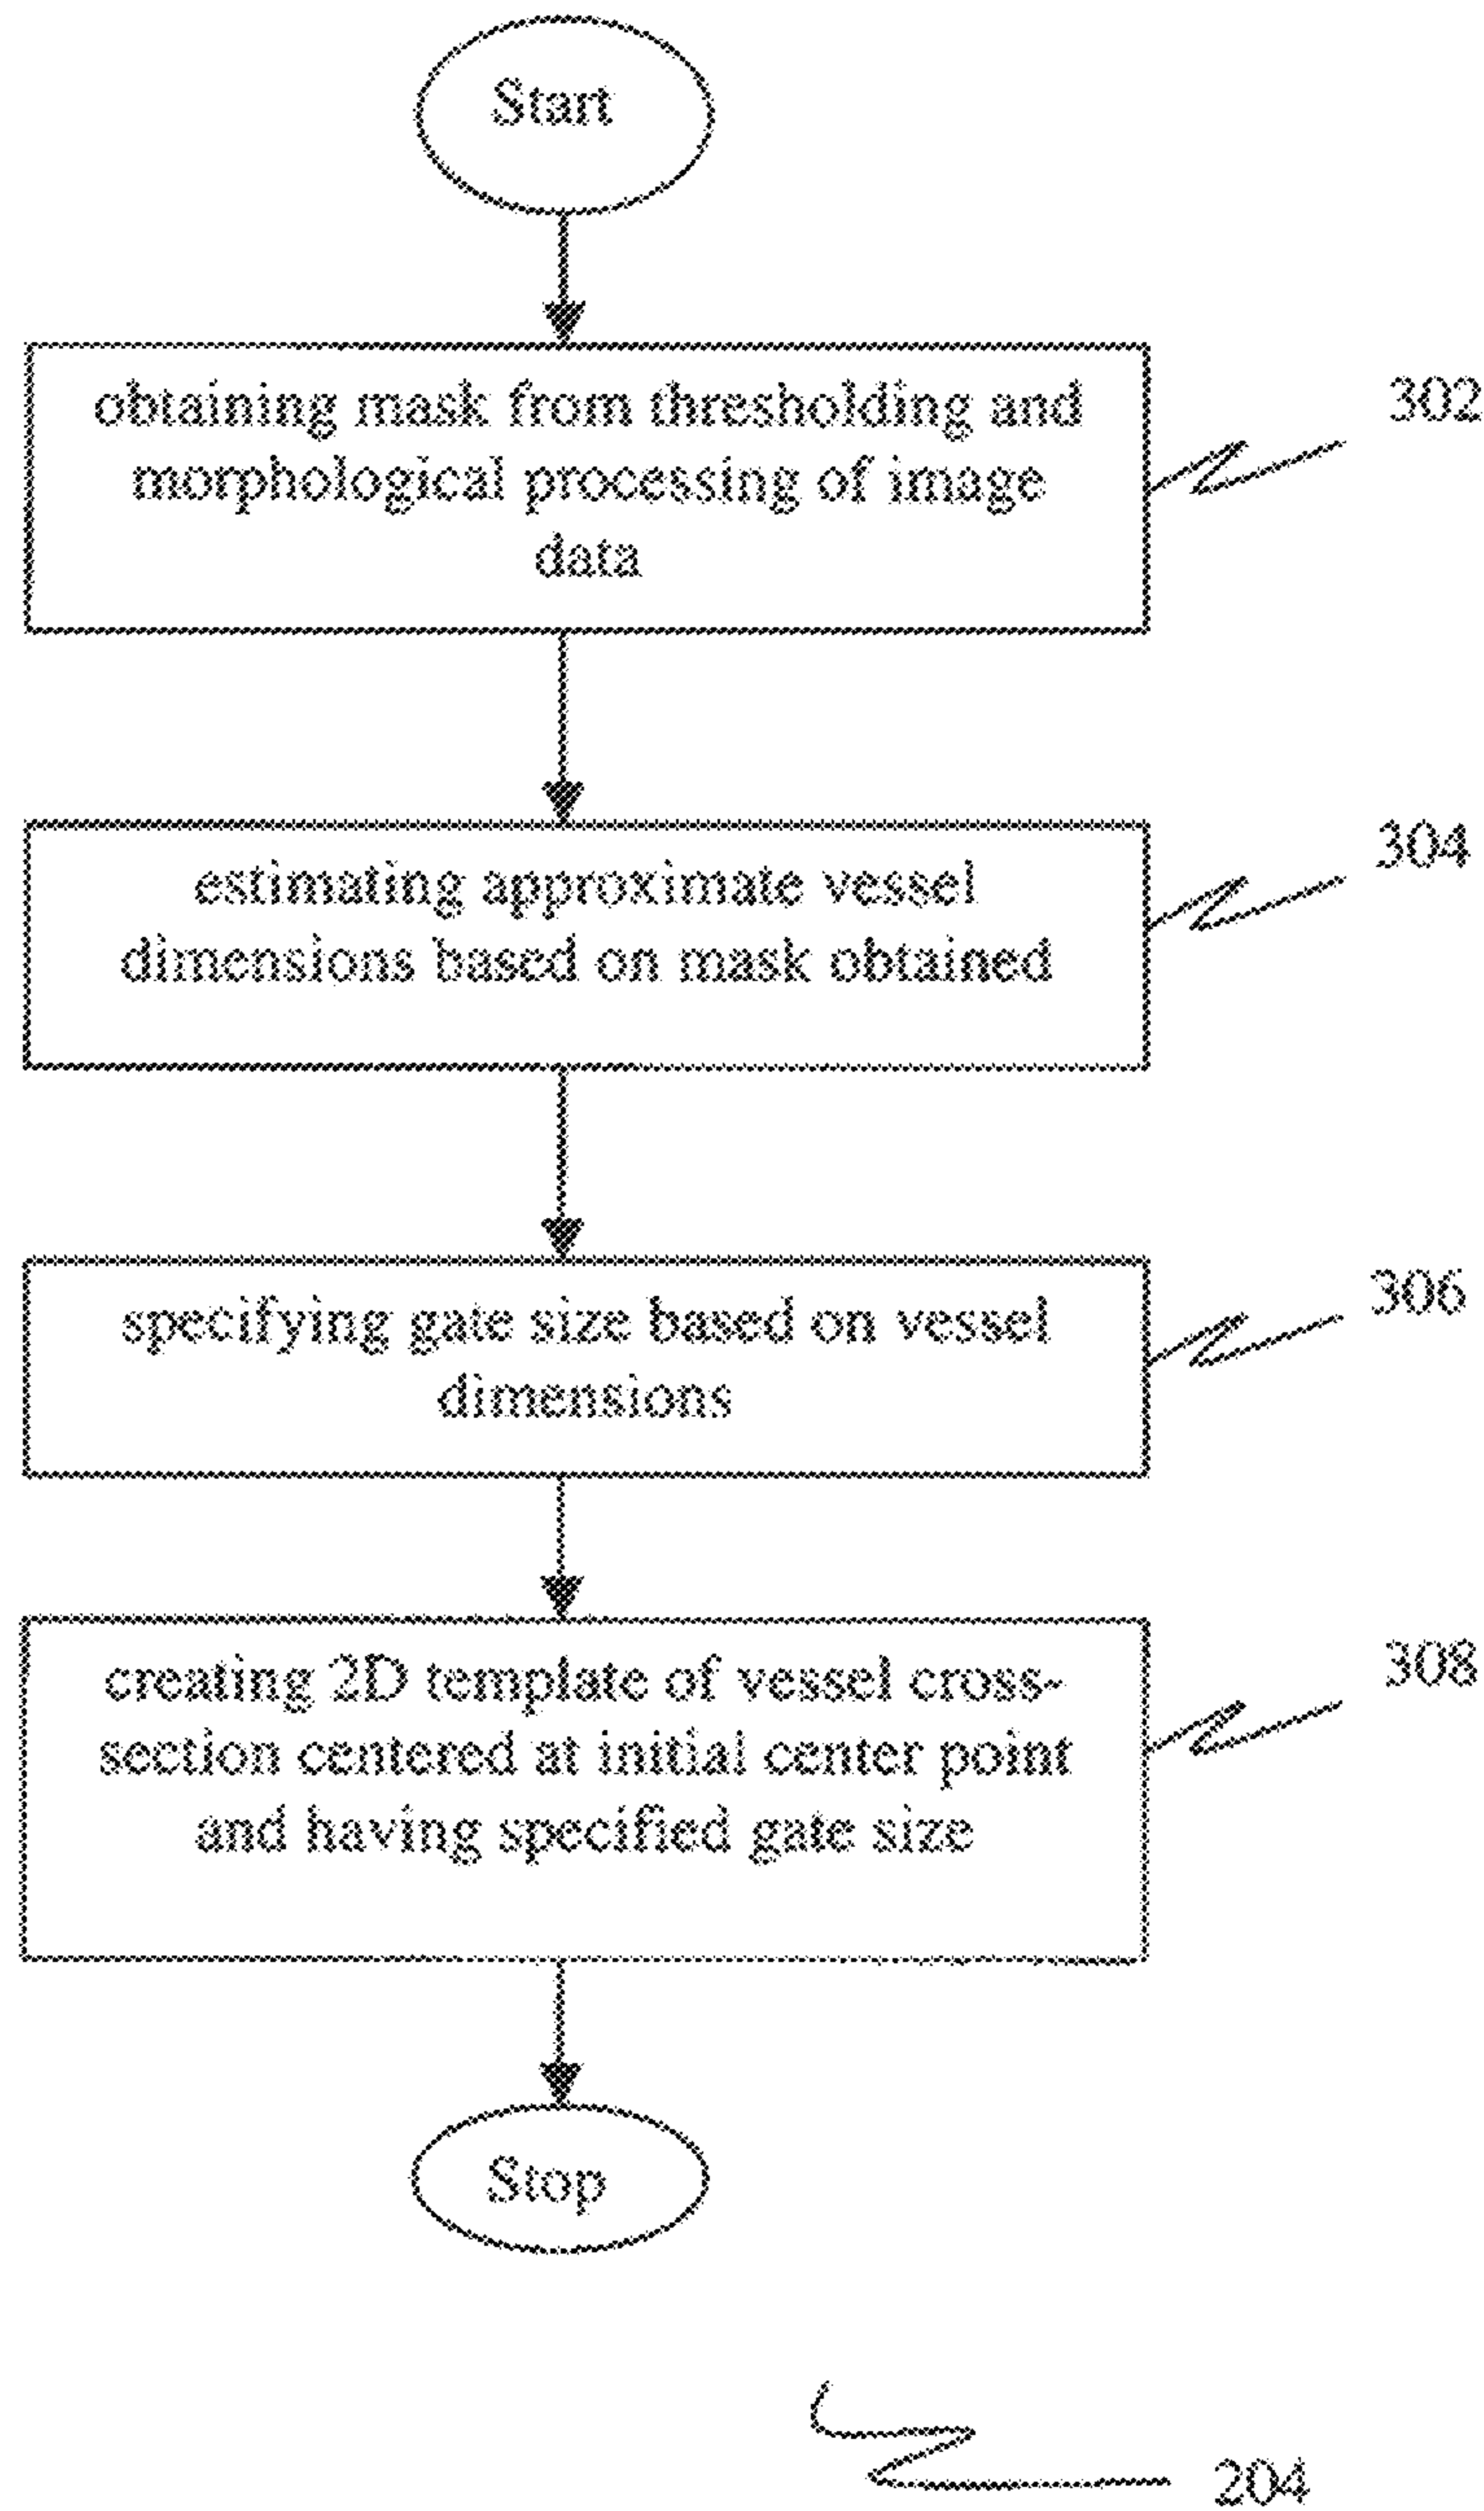 Start
obtaining mask from thresholding and
morphological processing of image
data
302
estimating approximate vessel
dimensions based on mask obtained
304
specifying gate size based on vessel
dimensions
306
creating 2D template of vessel cross-
section centered at initial center point
and having specified gate size
308
Stop
204